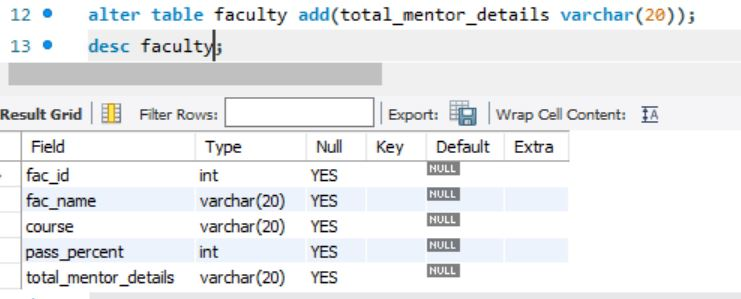 12 alter table faculty add(total_mentor_details varchar(20));
13 desc faculty;
Result Grid Filter Rows: Export: Wrap Cell Content: IA
Field Type Null Key Default Extra
fac_id int YES NULL
fac_name varchar(20) YES NULL
course varchar(20) YES NULL
pass_percent int YES NULL
total_mentor_details varchar(20) YES NULL